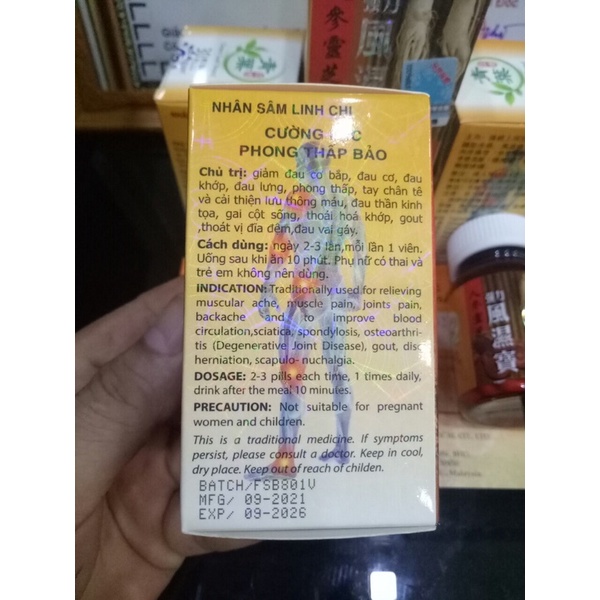 NHÂN SÂM LINH CHI
CƯỜNG LỰC
PHONG THẤP BẢO
Chủ trị: giảm đau cơ bắp, đau cơ, đau
khớp, đau lưng, phong thấp, tay chân tê
và cải thiện lưu thông máu, đau thần kinh
tọa, gai cột sống, thoái hoá khớp, gout
,thoát vị đĩa đệm,đau vai gáy.
Cách dùng: ngày 2-3 lần,mỗi lần 1 viên.
Uống sau khi ăn 10 phút. Phụ nữ có thai và
trẻ em không nên dùng.
INDICATION: Traditionally used for relieving
muscular ache, muscle pain, joints pain,
backache and to improve blood
circulation,sciatica, spondylosis, osteoarthri-
tis (Degenerative Joint Disease), gout, disc
herniation, scapulo- nuchalgia.
DOSAGE: 2-3 pills each time, 1 times daily,
drink after the meal 10 minutes.
PRECAUTION: Not suitable for pregnant
women and children.
This is a traditional medicine. If symptoms
persist, please consult a doctor. Keep in cool,
dry place. Keep out of reach of childen.
BATCH/FSB801V
MFG/ 09-2021
EXP/ 09-2026